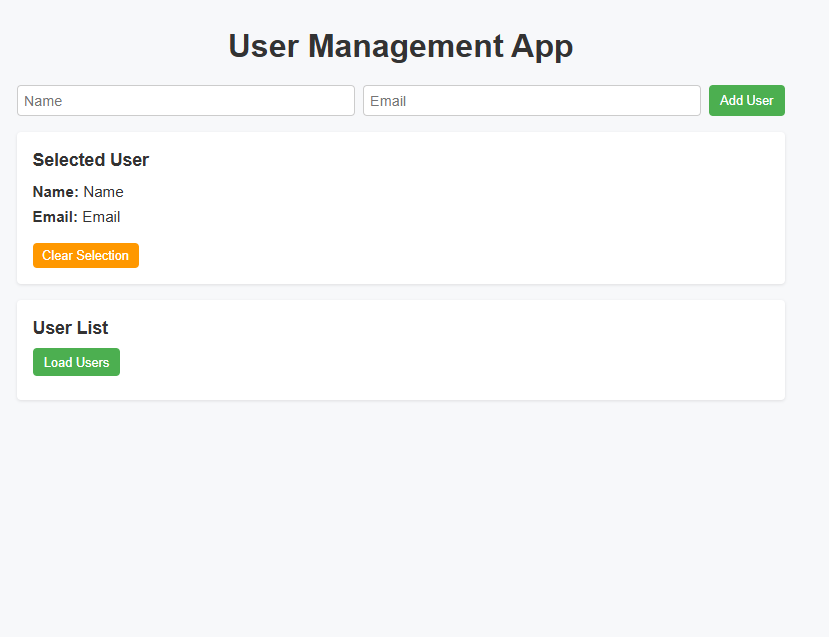 User Management App
Name Email Add User
Selected User
Name: Name
Email: Email
Clear Selection
User List
Load Users